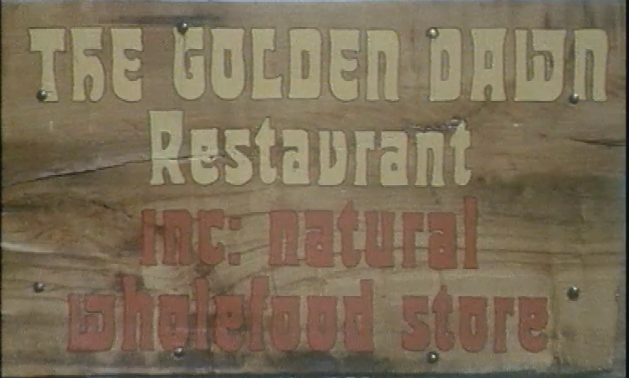 THE GOLDEN DAWN
Restaurant
inc: natural
wholefood store